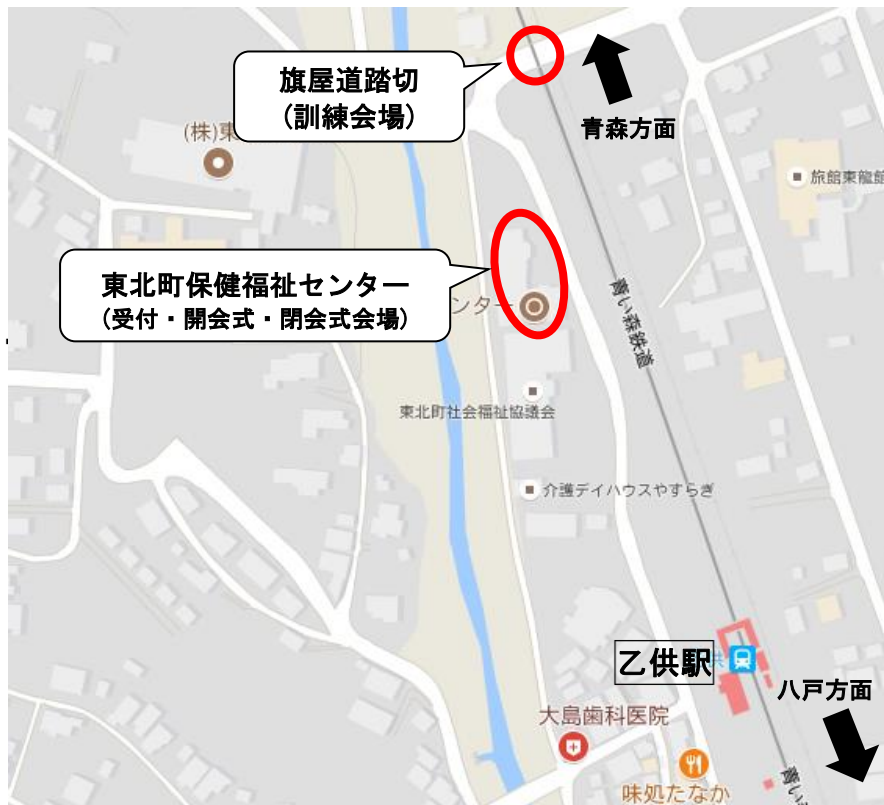 旗屋道踏切
(訓練会場)
青森方面
(株)東
旅館東龍館
東北町保健福祉センター
(受付・開会式・閉会式会場)
ンター
青い森鉄道
東北町社会福祉協議会
介護デイハウスやすらぎ
乙供駅
供
八戸方面
大島歯科医院
味処たなか
青い